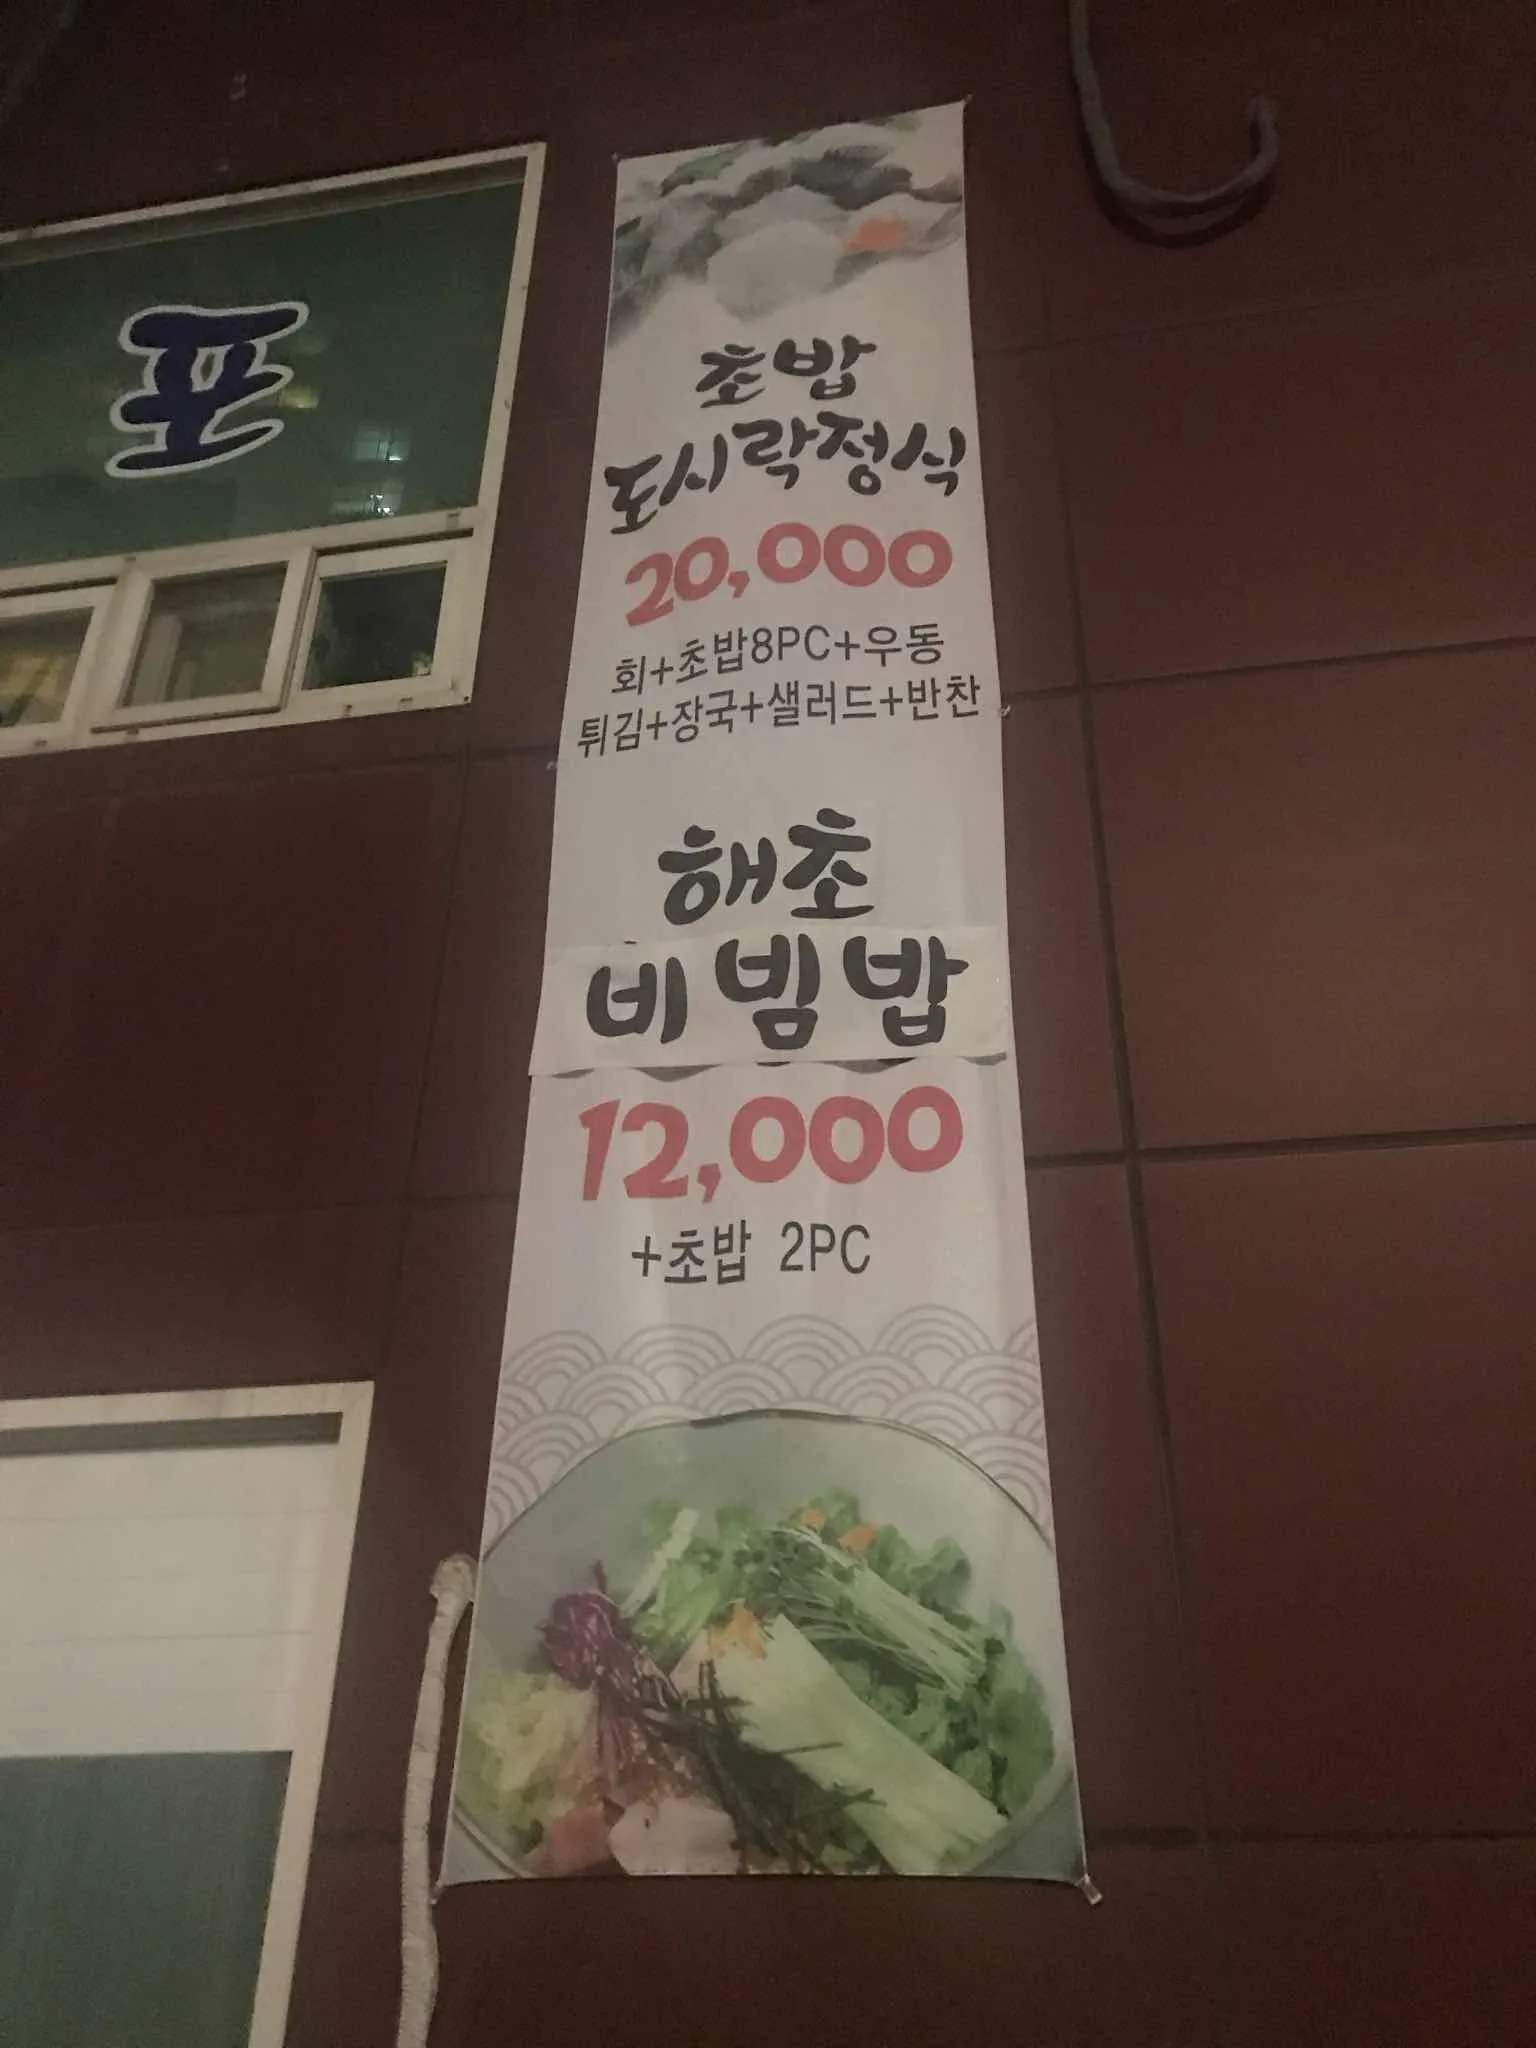 포
초밥
도시락정식
20,000
회+초밥8PC+우동
튀김+장국+샐러드+반찬
해초
비빔밥
12,000
+초밥 2PC